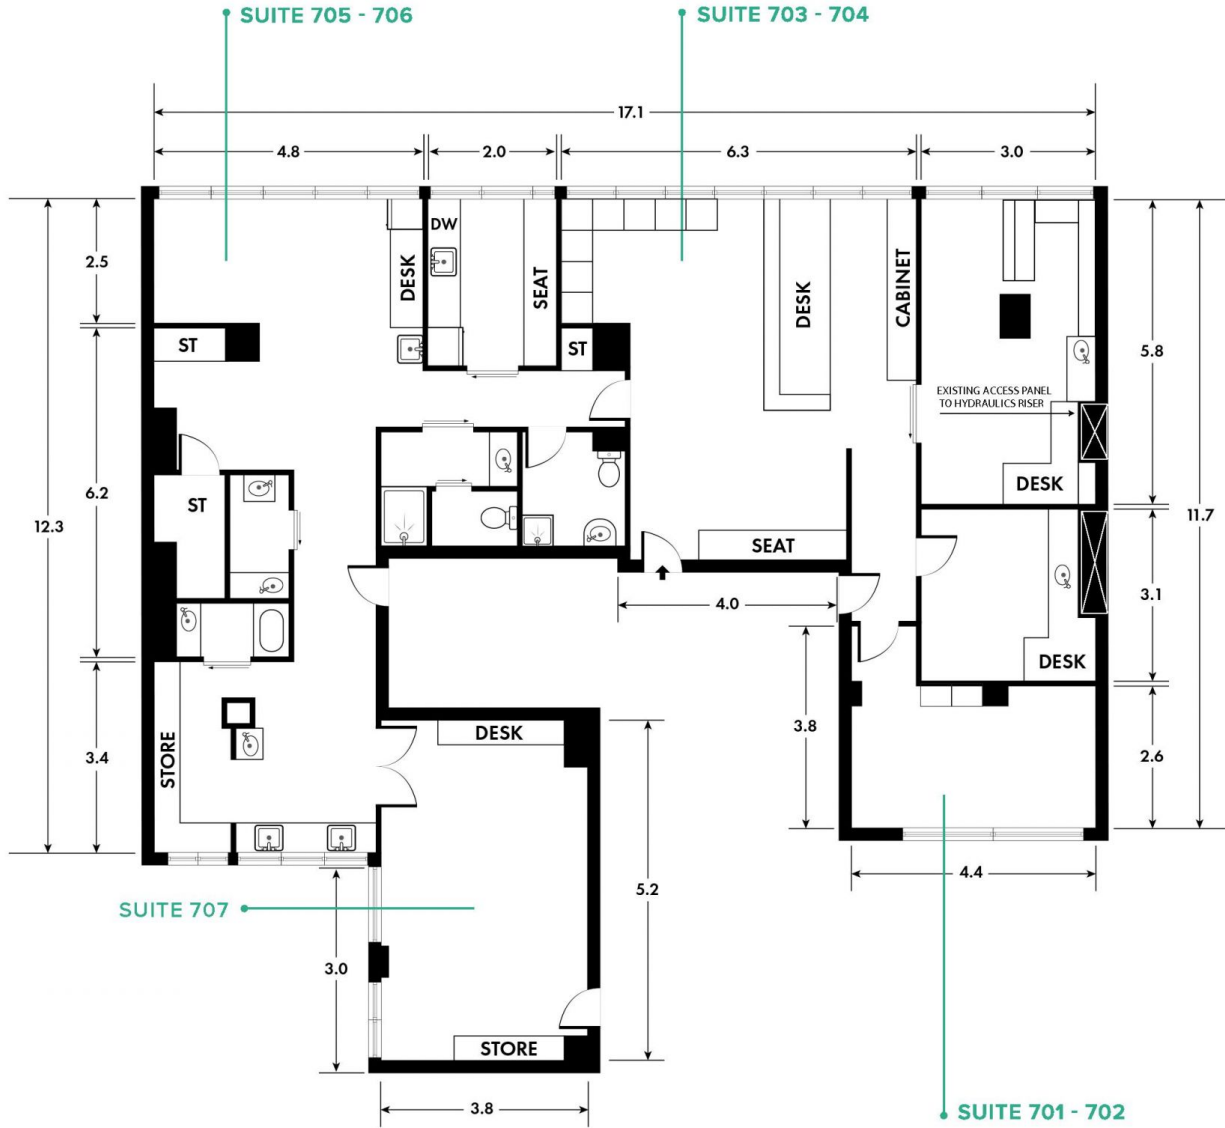 SUITE 705 - 706
SUITE 703 - 704
17.1
4.8
2.0
6.3
3.0
DW
2.5
DESK
SEAT
DESK
CABINET
ST
ST
5.8
EXISTING ACCESS PANEL
TO HYDRAULICS RISER
6.2
ST
DESK
12.3
11.7
SEAT
4.0
3.1
DESK
3.8
DESK
STORE
3.4
2.6
4.4
5.2
SUITE 707
3.0
STORE
3.8
SUITE 701 - 702